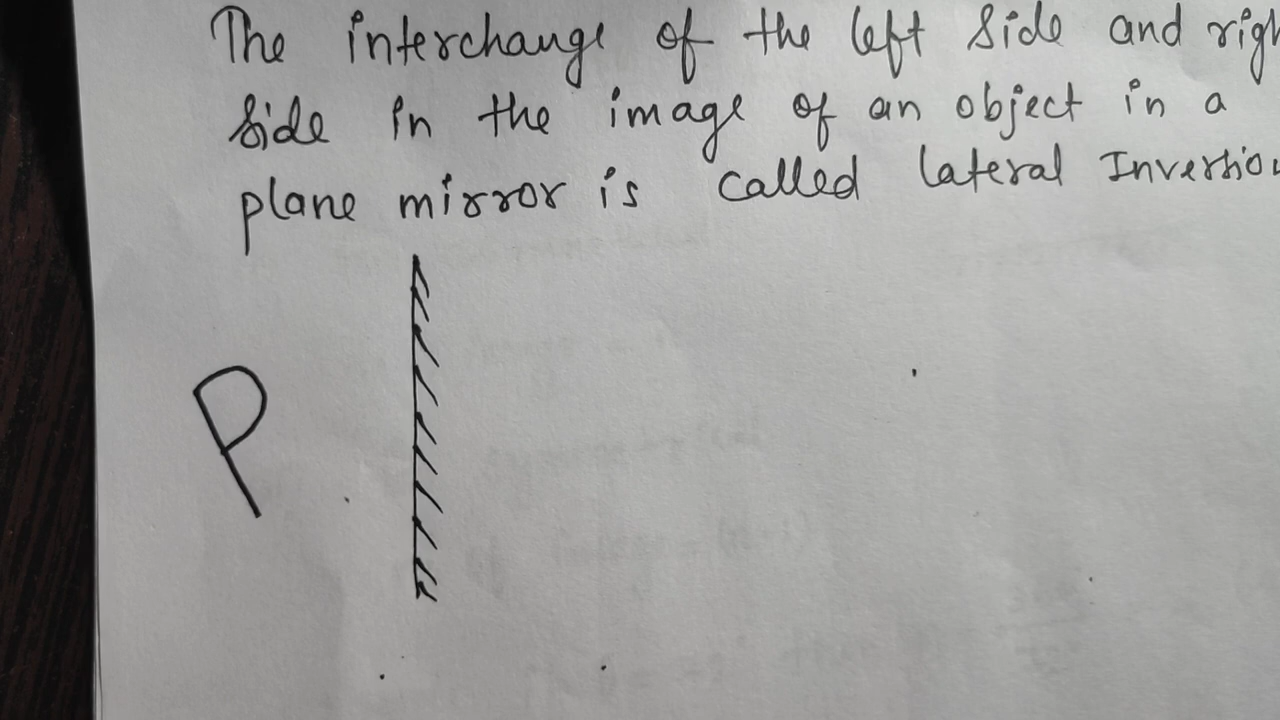 The interchange of the left side and righ
side in the image of an object in a
plane mirror is called lateral Inversion
P